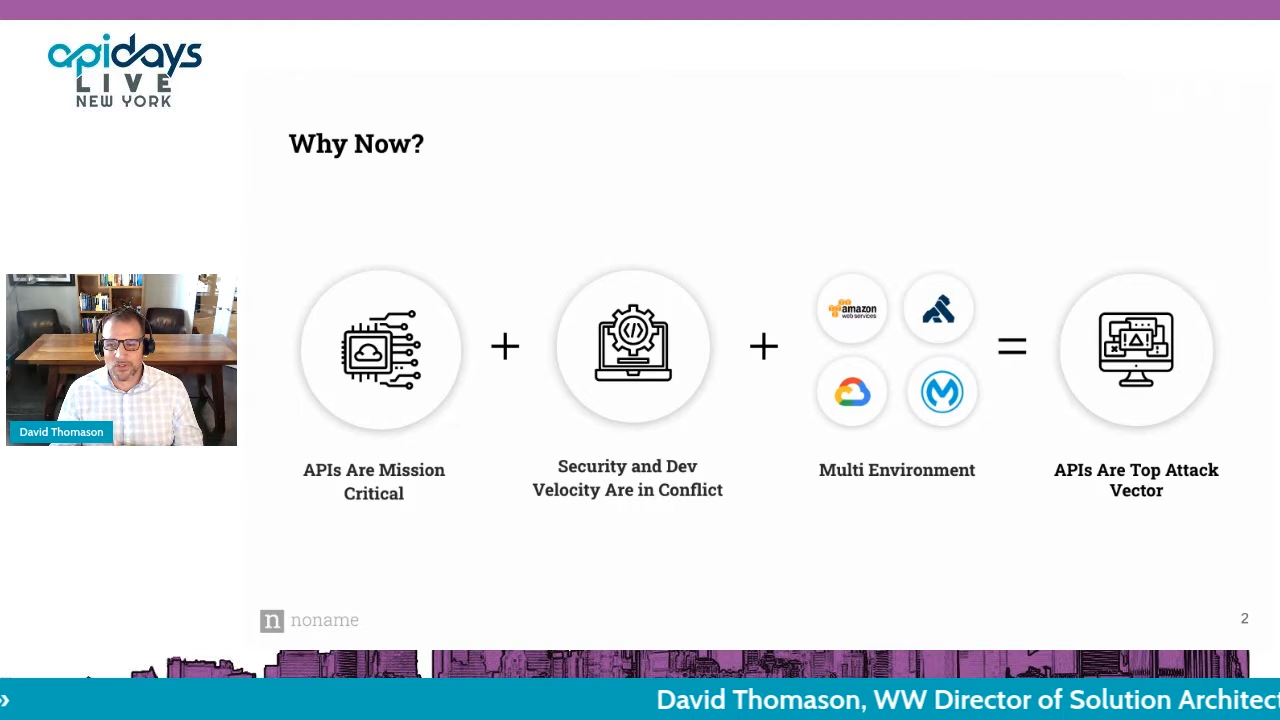 apidays
LIVE
NEW YORK
Why Now?
amazon
web services
APIs Are Mission
Critical
Security and Dev
Velocity Are in Conflict
Multi Environment
APIs Are Top Attack
Vector
David Thomason
n noname
2
» David Thomason, WW Director of Solution Architect